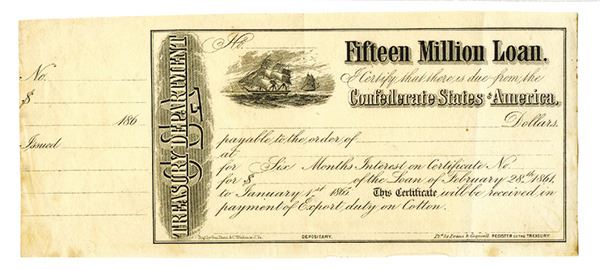 No.
$
186
Issued
TREASURY DEPARTMENT
No.
Fifteen Million Loan.
I Certify that there is due from the
Confederate States of America,
Dollars.
payable to the order of
at
for Six Months Interest on Certificate No
for $ of the Loan of February 28th 1861.
to January 1st 186 This Certificate will be received in
payment of Export duty on Cotton.
DEPOSITARY.
Evans & Cogswell REGISTER OF THE TREASURY